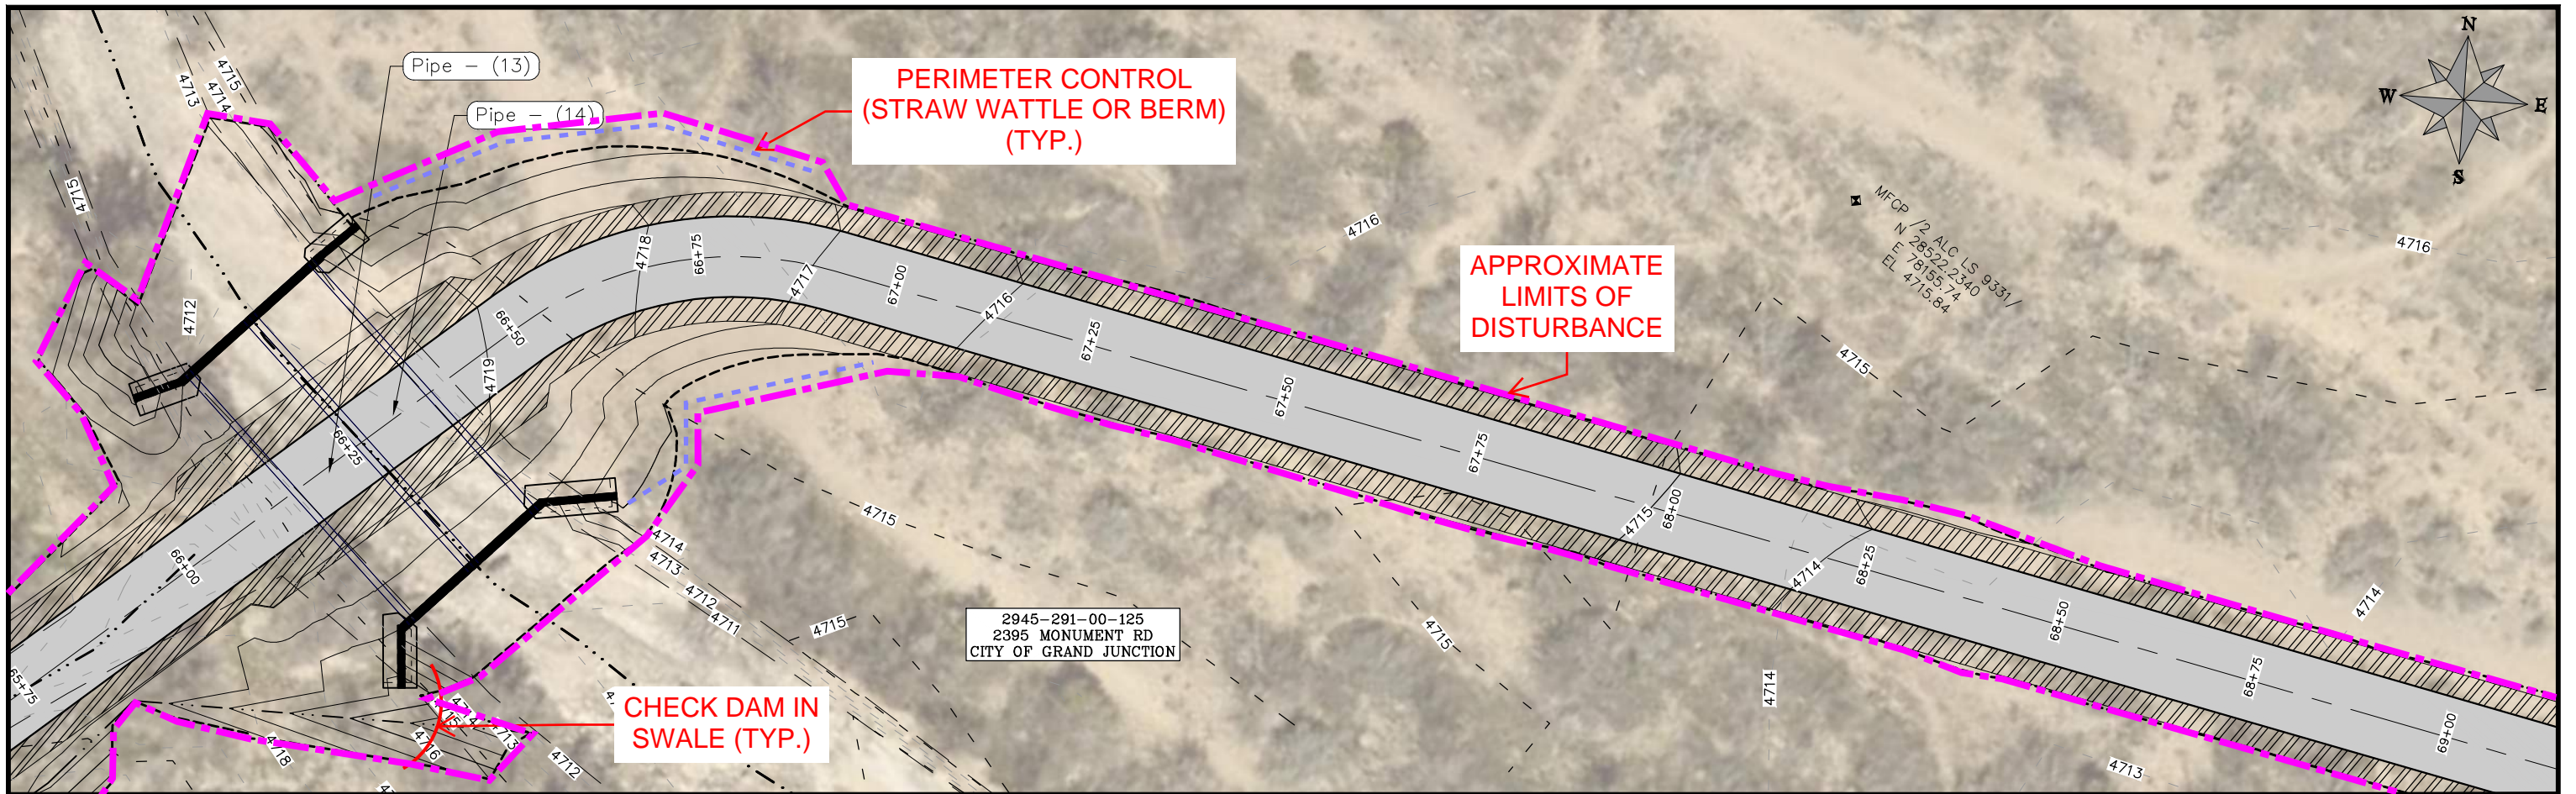 Pipe - (13)
Pipe - (14)
PERIMETER CONTROL
(STRAW WATTLE OR BERM)
(TYP.)
N
W
E
S
4713
4714
4715
4715
4712
4718
66+75
4717
67+00
4716
67+25
66+50
4719
66+25
66+00
65+75
4716
APPROXIMATE
LIMITS OF
DISTURBANCE
MFCP /2 ALC LS 9331/
N 28522.2340
E 78155.74
EL 4715.84
4716
4715
67+50
67+75
4715
68+00
4714
68+25
68+50
68+75
69+00
4715
4714
4713
4712
4711
4715
2945-291-00-125
2395 MONUMENT RD
CITY OF GRAND JUNCTION
4715
4714
4714
4713
CHECK DAM IN
SWALE (TYP.)
4714
4713
4716
4712
4718